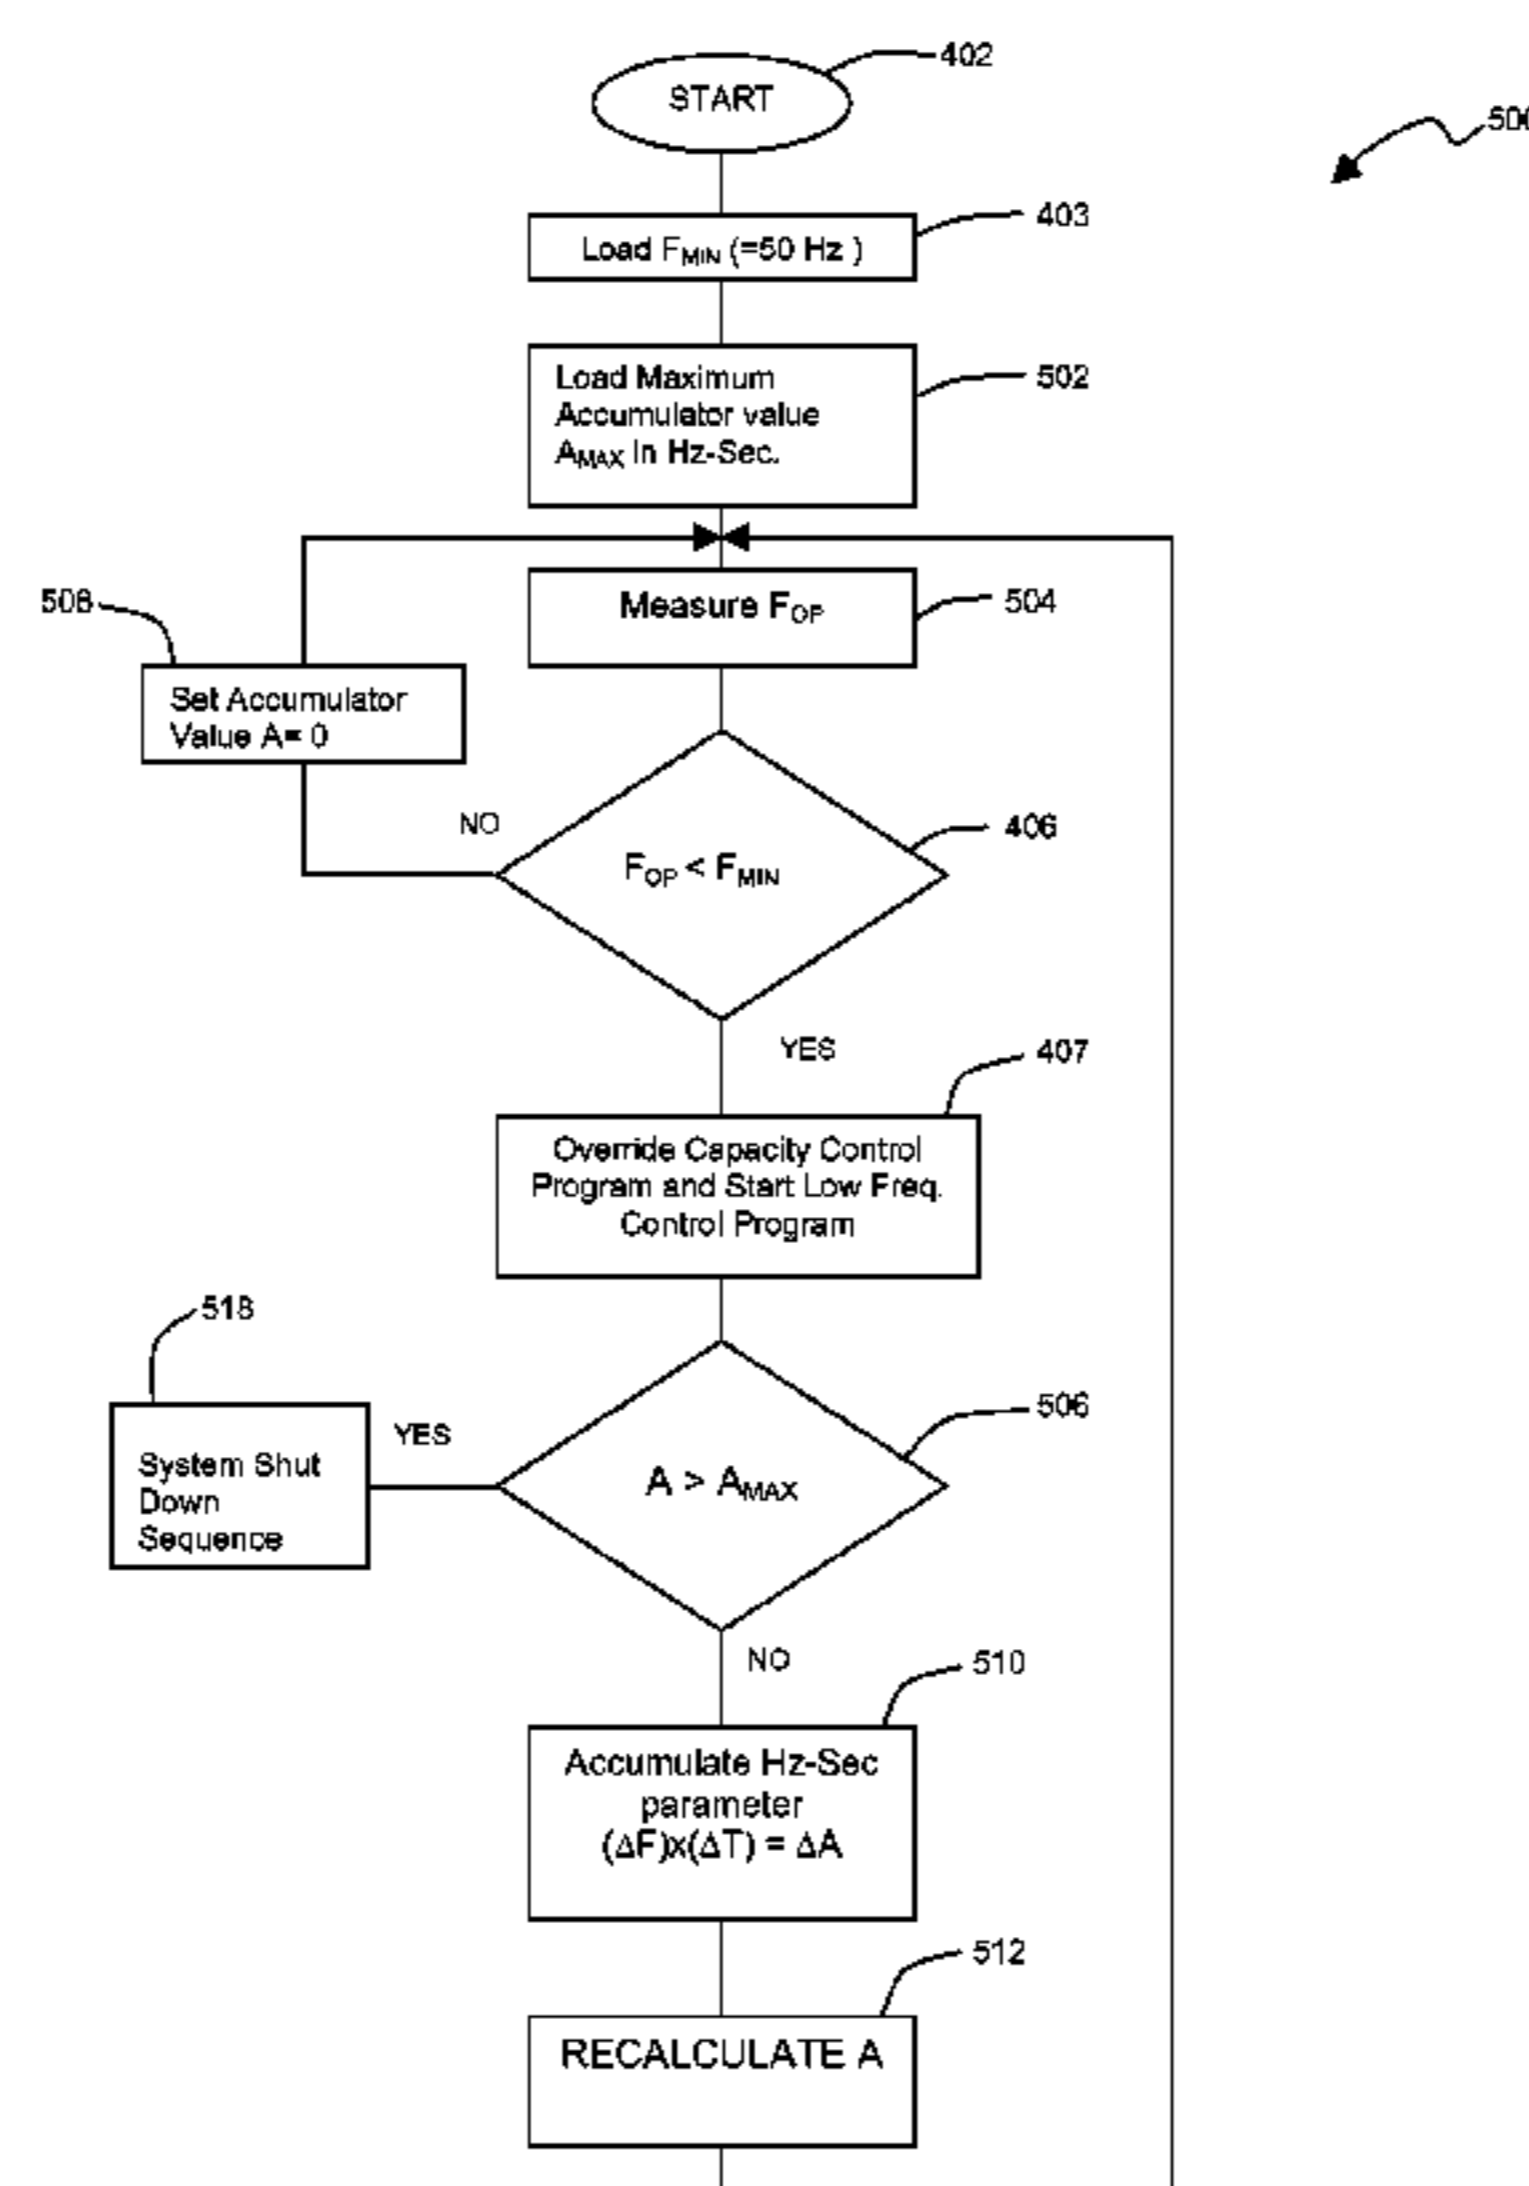 402
START
500
403
Load FMIN (=50 Hz )
Load Maximum
Accumulator value
AMAX in Hz-Sec.
502
508
Measure FOP
504
Set Accumulator
Value A= 0
NO
406
FOP < FMIN
YES
407
Override Capacity Control
Program and Start Low Freq.
Control Program
518
506
YES
System Shut
Down
Sequence
A > AMAX
NO
510
Accumulate Hz-Sec
parameter
(ΔF)x(ΔT) = ΔA
512
RECALCULATE A